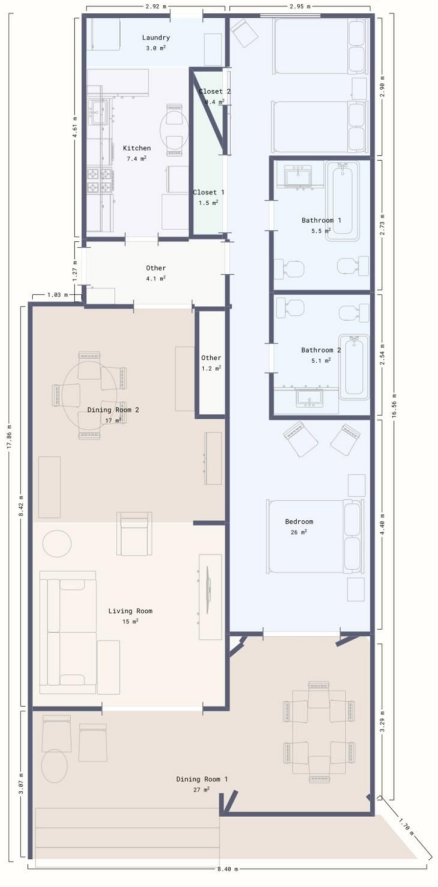 2.92 m
2.95 m
Laundry
3.0 m²
Closet 2
0.4 m²
2.90 m
4.61 m
Kitchen
7.4 m²
Closet 1
1.5 m²
Bathroom 1
5.5 m²
2.73 m
Other
4.1 m²
1.27 m
1.03 m
Other
1.2 m²
Bathroom 2
5.1 m²
2.54 m
16.56 m
Dining Room 2
17 m²
17.86 m
8.42 m
Bedroom
26 m²
4.40 m
Living Room
15 m²
3.29 m
Dining Room 1
27 m²
3.07 m
1.70 m
8.40 m